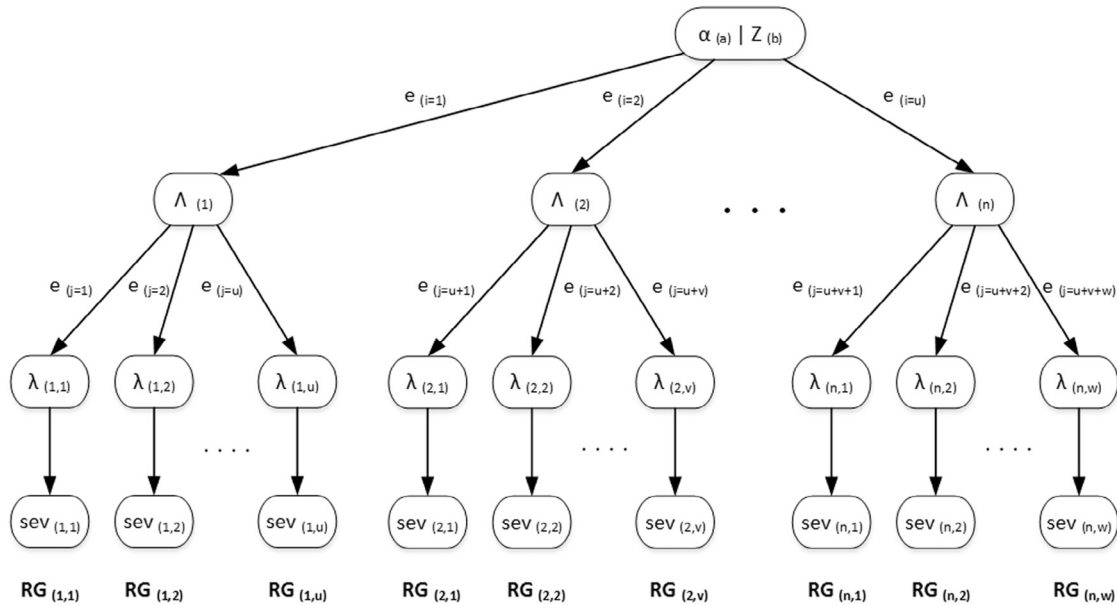 α (a) | Z (b)
e (i=1) e (i=2) e (i=u)
Λ (1) Λ (2) . . . Λ (n)
e (j=1) e (j=2) e (j=u) e (j=u+1) e (j=u+2) e (j=u+v) e (j=u+v+1) e (j=u+v+2) e (j=u+v+w)
λ (1,1) λ (1,2) λ (1,u) λ (2,1) λ (2,2) λ (2,v) λ (n,1) λ (n,2) λ (n,w)
. . . . . . . . . . . .
sev (1,1) sev (1,2) sev (1,u) sev (2,1) sev (2,2) sev (2,v) sev (n,1) sev (n,2) sev (n,w)
RG (1,1) RG (1,2) RG (1,u) RG (2,1) RG (2,2) RG (2,v) RG (n,1) RG (n,2) RG (n,w)